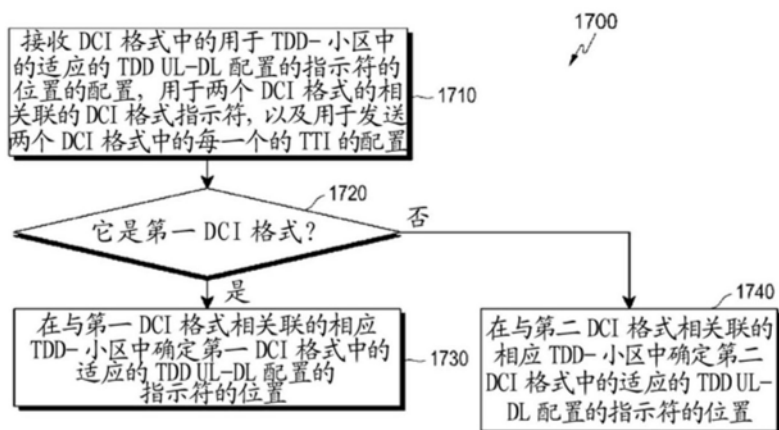 1700
接收 DCI 格式中的用于 TDD-小区中
的适应的 TDD UL-DL 配置的指示符的
位置的配置, 用于两个 DCI 格式的相
关联的 DCI 格式指示符, 以及用于发送
两个 DCI 格式中的每一个的 TTI 的配置
1710
1720
它是第一 DCI 格式?
否
是
在与第一 DCI 格式相关联的相应
TDD-小区中确定第一 DCI 格式中的
适应的 TDD UL-DL 配置的
指示符的位置
1730
1740
在与第二 DCI 格式相关联的
相应 TDD-小区中确定第二
DCI 格式中的适应的 TDD UL-
DL 配置的指示符的位置